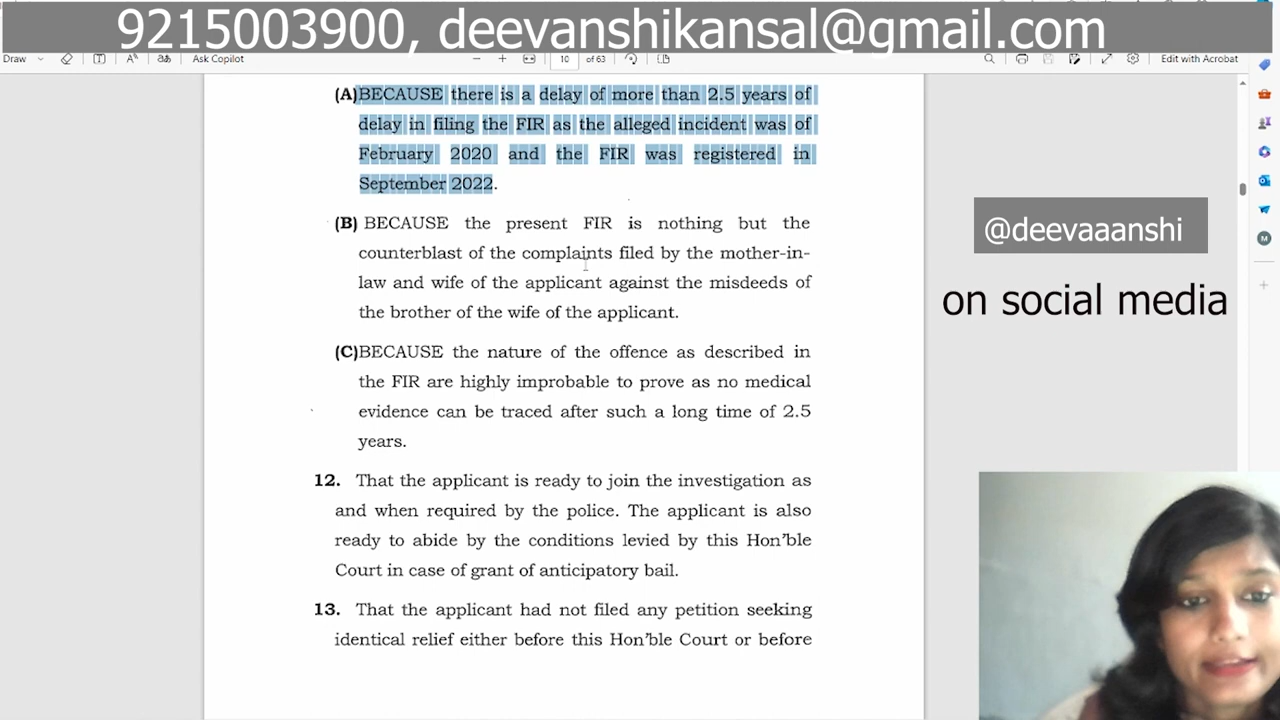 9215003900, deevanshikansal@gmail.com
Draw
Ask Copilot
10 of 63
Edit with Acrobat
(A)BECAUSE there is a delay of more than 2.5 years of
delay in filing the FIR as the alleged incident was of
February 2020 and the FIR was registered in
September 2022.
(B) BECAUSE the present FIR is nothing but the
counterblast of the complaints filed by the mother-in-
law and wife of the applicant against the misdeeds of
the brother of the wife of the applicant.
(C)BECAUSE the nature of the offence as described in
the FIR are highly improbable to prove as no medical
evidence can be traced after such a long time of 2.5
years.
12. That the applicant is ready to join the investigation as
and when required by the police. The applicant is also
ready to abide by the conditions levied by this Hon'ble
Court in case of grant of anticipatory bail.
13. That the applicant had not filed any petition seeking
identical relief either before this Hon'ble Court or before
@deevaaanshi
on social media